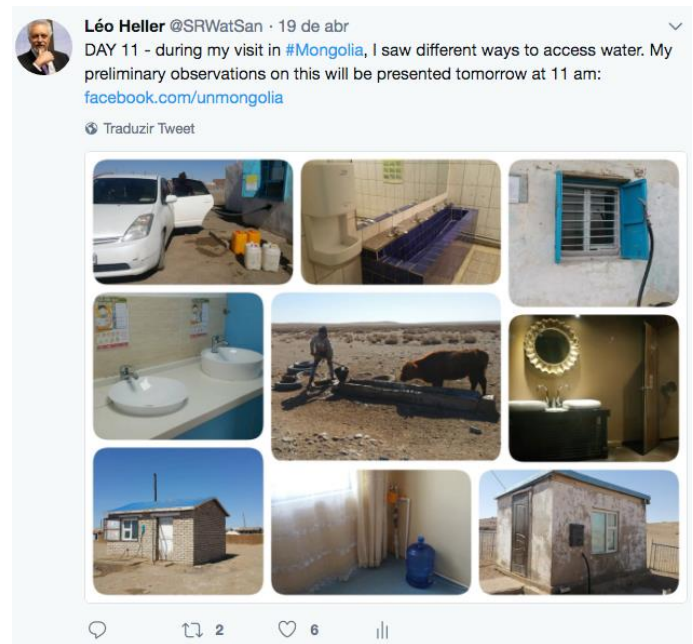 Léo Heller @SRWatSan · 19 de abr
DAY 11 - during my visit in #Mongolia, I saw different ways to access water. My
preliminary observations on this will be presented tomorrow at 11 am:
facebook.com/unmongolia
Traduzir Tweet
2
6